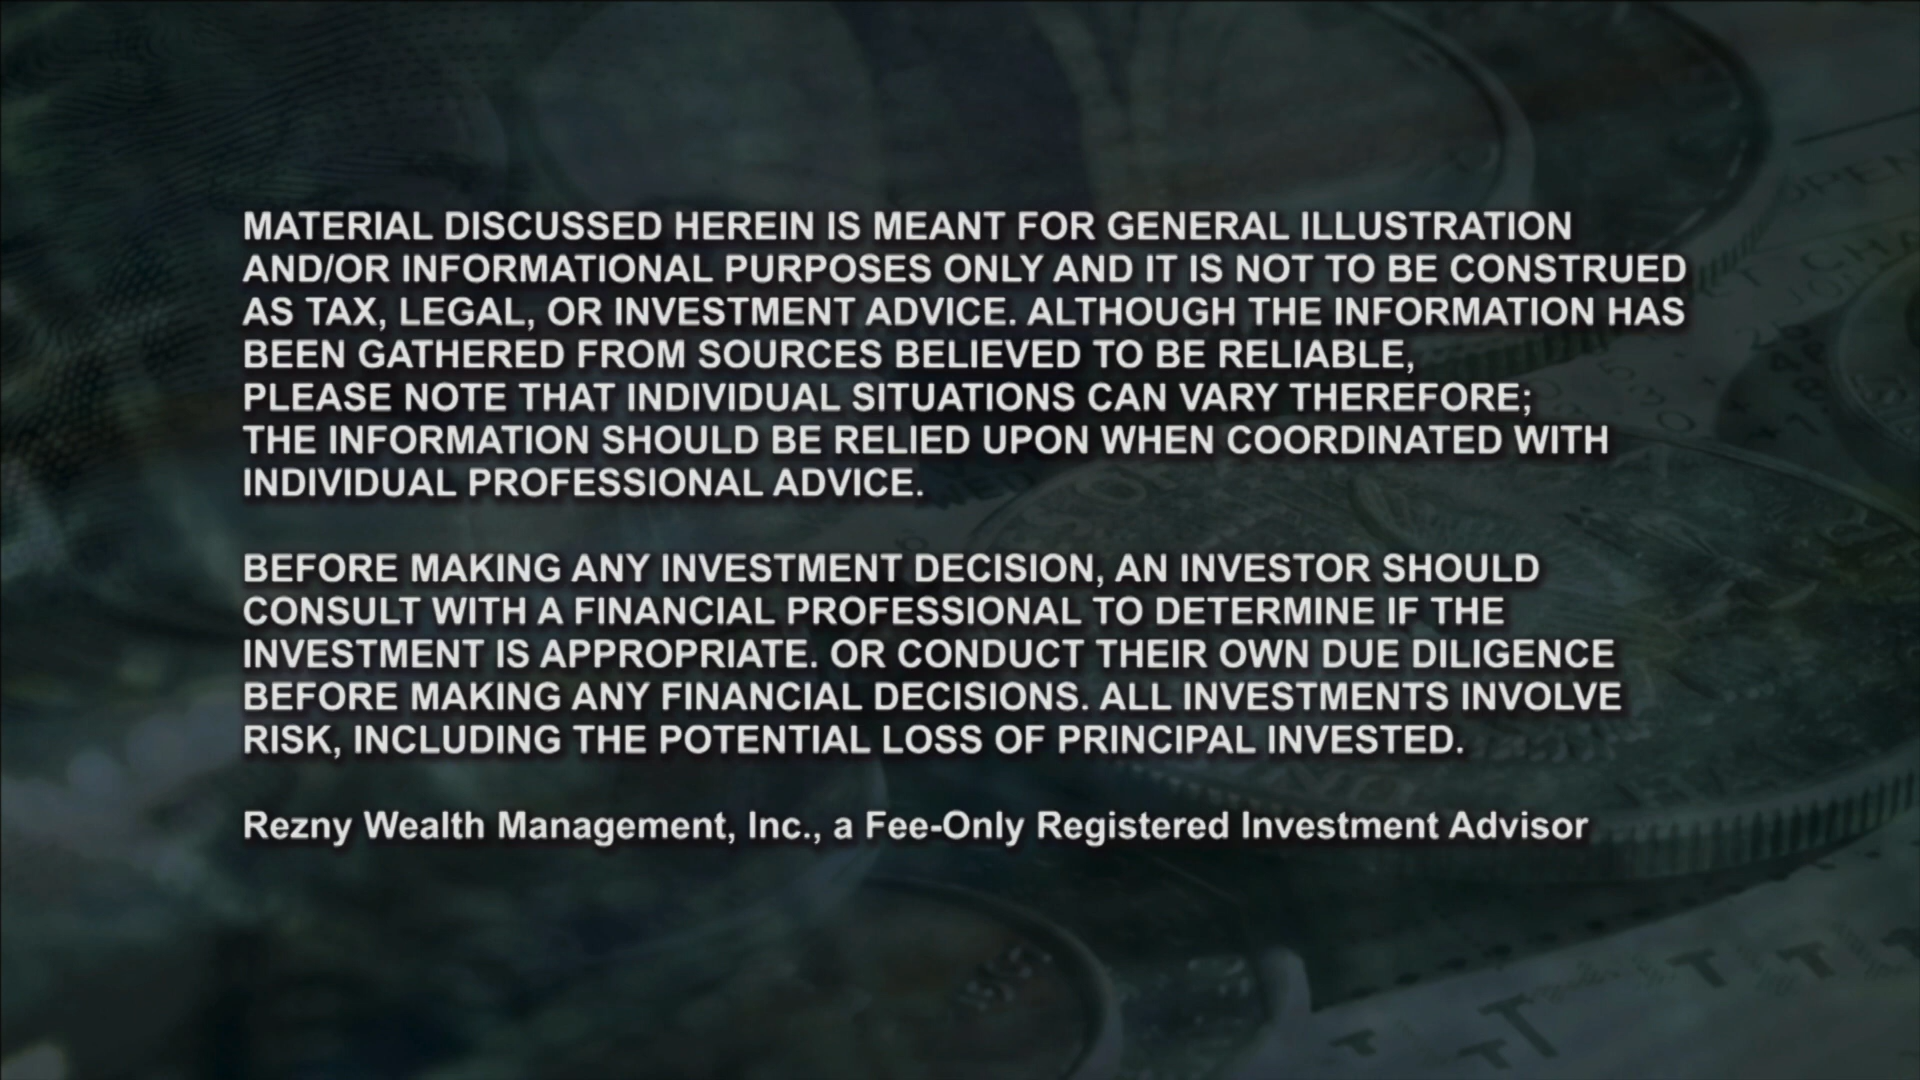 MATERIAL DISCUSSED HEREIN IS MEANT FOR GENERAL ILLUSTRATION
AND/OR INFORMATIONAL PURPOSES ONLY AND IT IS NOT TO BE CONSTRUED
AS TAX, LEGAL, OR INVESTMENT ADVICE. ALTHOUGH THE INFORMATION HAS
BEEN GATHERED FROM SOURCES BELIEVED TO BE RELIABLE,
PLEASE NOTE THAT INDIVIDUAL SITUATIONS CAN VARY THEREFORE;
THE INFORMATION SHOULD BE RELIED UPON WHEN COORDINATED WITH
INDIVIDUAL PROFESSIONAL ADVICE.
BEFORE MAKING ANY INVESTMENT DECISION, AN INVESTOR SHOULD
CONSULT WITH A FINANCIAL PROFESSIONAL TO DETERMINE IF THE
INVESTMENT IS APPROPRIATE. OR CONDUCT THEIR OWN DUE DILIGENCE
BEFORE MAKING ANY FINANCIAL DECISIONS. ALL INVESTMENTS INVOLVE
RISK, INCLUDING THE POTENTIAL LOSS OF PRINCIPAL INVESTED.
Rezny Wealth Management, Inc., a Fee-Only Registered Investment Advisor